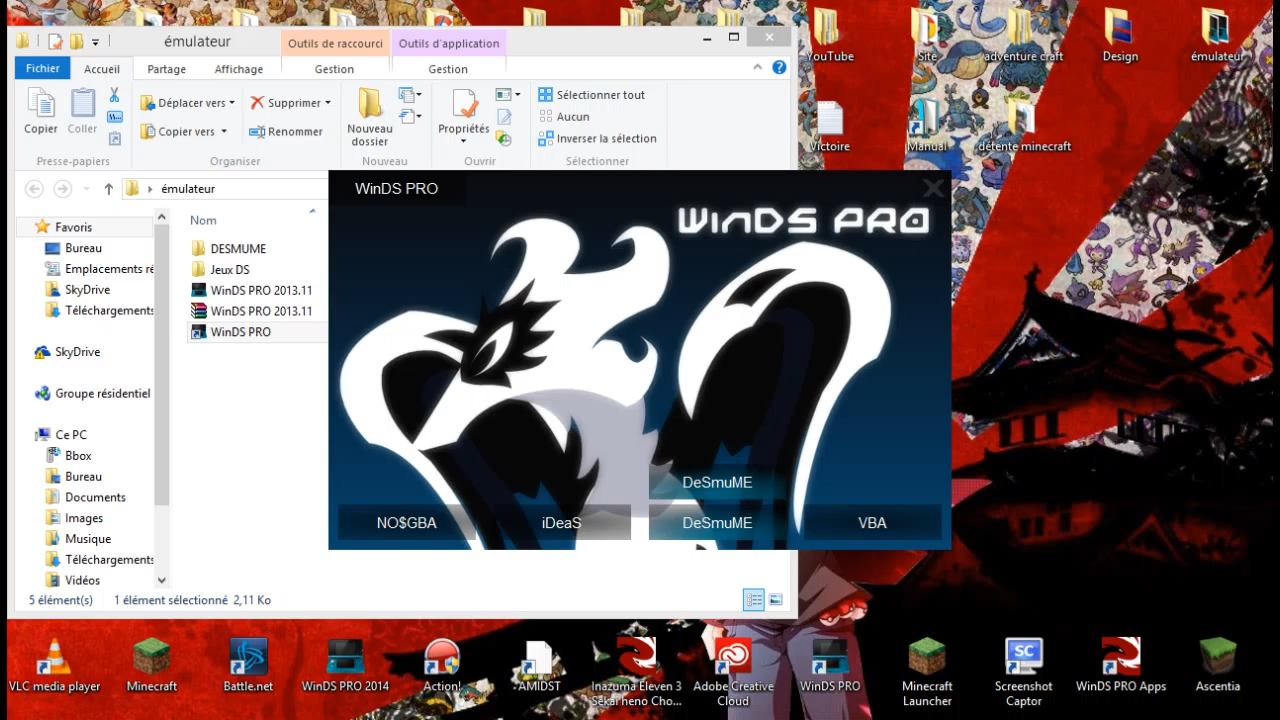 émulateur
Outils de raccourci
Outils d'application
Fichier
Accueil
Partage
Affichage
Gestion
Gestion
Copier
Coller
Déplacer vers
Copier vers
Supprimer
Renommer
Nouveau
dossier
Propriétés
Sélectionner tout
Aucun
Inverser la sélection
Presse-papiers
Organiser
Nouveau
Ouvrir
Sélectionner
émulateur
Favoris
Bureau
Emplacements ré
SkyDrive
Téléchargements
SkyDrive
Groupe résidentiel
Ce PC
Bbox
Bureau
Documents
Images
Musique
Téléchargements
Vidéos
Nom
DESMUME
Jeux DS
WinDS PRO 2013.11
WinDS PRO 2013.11
WinDS PRO
5 élément(s)
1 élément sélectionné 2,11 Ko
WinDS PRO
WinDS PRO
DeSmuME
NO$GBA
iDeaS
DeSmuME
VBA
YouTube
Site
adventure craft
Design
émulateur
Victoire
Manual
détente minecraft
VLC media player
Minecraft
Battle.net
WinDS PRO 2014
Action!
AMIDST
Inazuma Eleven 3
Sekai heno Cho...
Adobe Creative
Cloud
WinDS PRO
Minecraft
Launcher
SC
Screenshot
Captor
WinDS PRO Apps
Ascentia